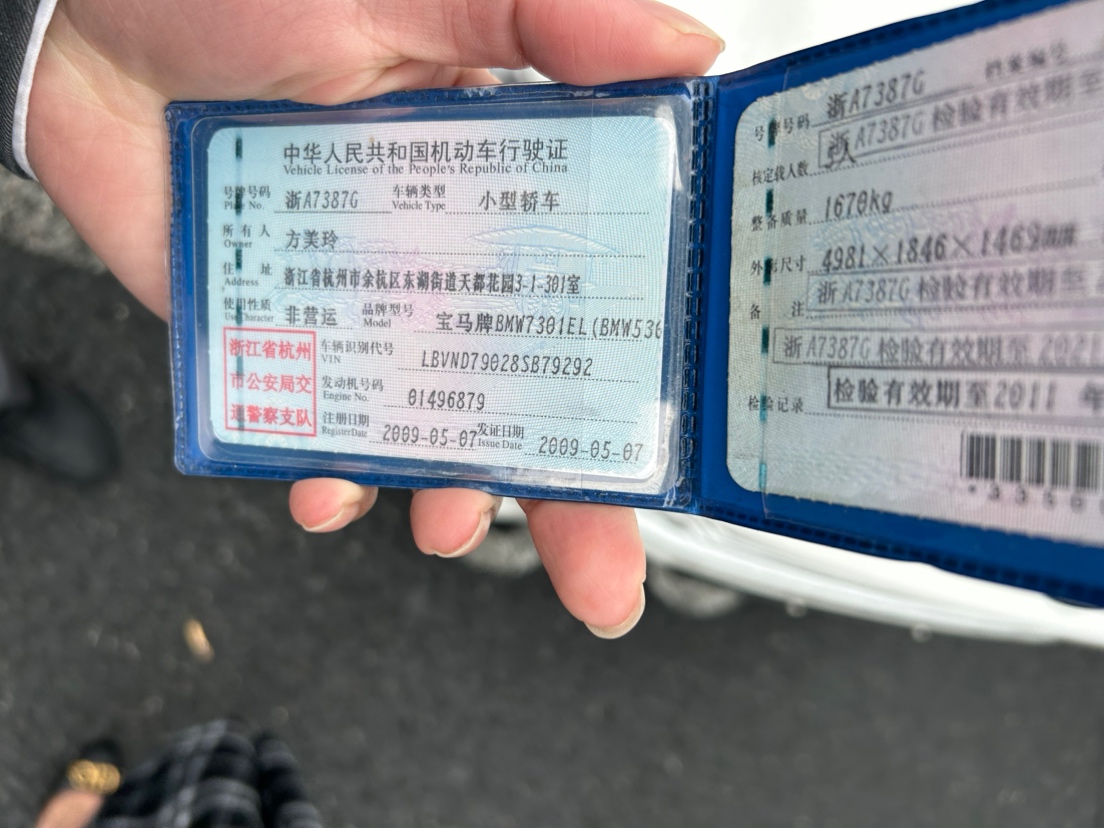 中华人民共和国机动车行驶证
Vehicle License of the People's Republic of China
号牌号码 浙A7387G 车辆类型 小型轿车
Plate No. Vehicle Type
所有人 方美玲
Owner
住址 浙江省杭州市余杭区东湖街道天都花园3-1-301室
Address
使用性质 非营运 品牌型号 宝马牌BMW7301EL(BMW530
Use Character Model
浙江省杭州
市公安局交
通警察支队
车辆识别代号 LBVND79028SB79292
VIN
发动机号码 01496879
Engine No.
注册日期 2009-05-07 发证日期 2009-05-07
Register Date Issue Date
号牌号码 浙A7387G 档案编号
浙A7387G 检验有效期至
核定载人数
整备质量 1670kg
外形尺寸 4981×1846×1469mm
浙A7387G 检验有效期至
备注
浙A7387G 检验有效期至2021
检验有效期至2011 年
检验记录